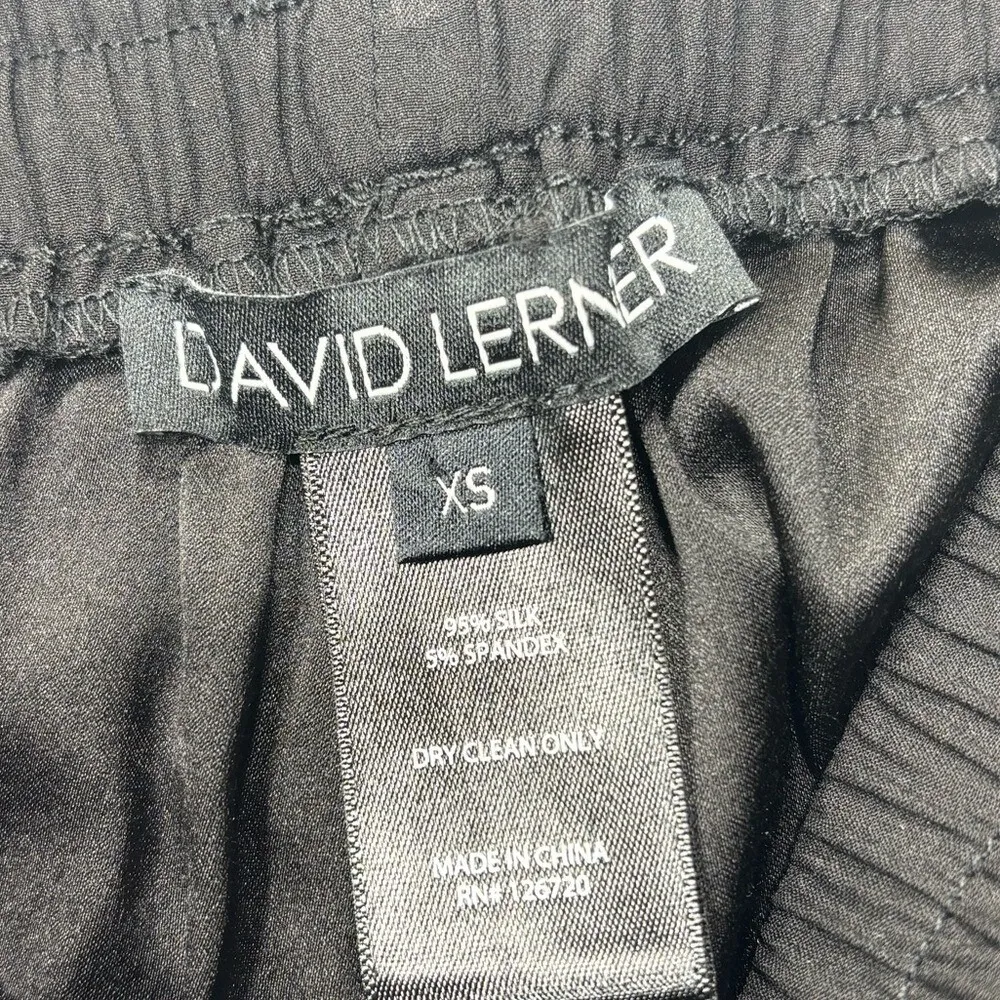 DAVID LERNER
XS
95% SILK
5% SPANDEX
DRY CLEAN ONLY
MADE IN CHINA
RN# 126720